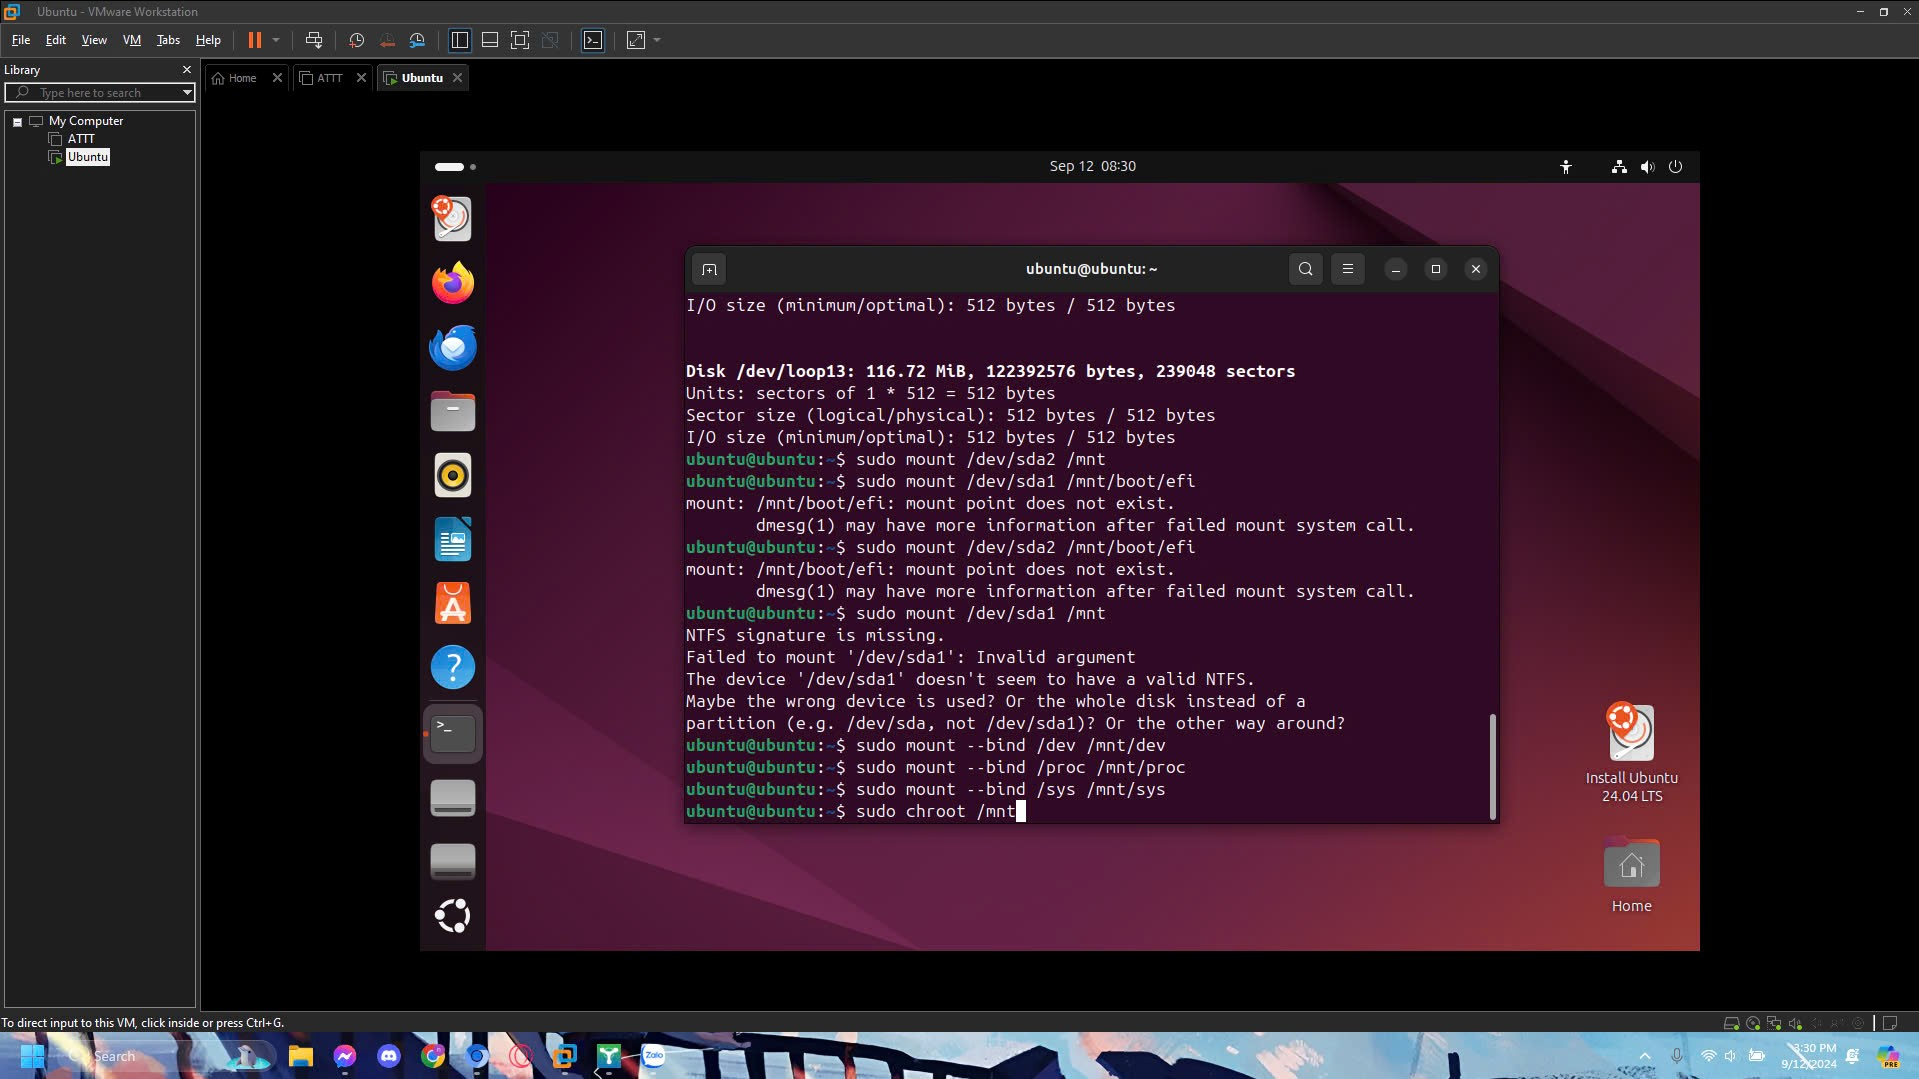 Ubuntu - VMware Workstation
File Edit View VM Tabs Help
Library
Type here to search
My Computer
ATTT
Ubuntu
Home
ATTT
Ubuntu
Sep 12 08:30
ubuntu@ubuntu: ~
I/O size (minimum/optimal): 512 bytes / 512 bytes
Disk /dev/loop13: 116.72 MiB, 122392576 bytes, 239048 sectors
Units: sectors of 1 * 512 = 512 bytes
Sector size (logical/physical): 512 bytes / 512 bytes
I/O size (minimum/optimal): 512 bytes / 512 bytes
ubuntu@ubuntu:~$ sudo mount /dev/sda2 /mnt
ubuntu@ubuntu:~$ sudo mount /dev/sda1 /mnt/boot/efi
mount: /mnt/boot/efi: mount point does not exist.
dmesg(1) may have more information after failed mount system call.
ubuntu@ubuntu:~$ sudo mount /dev/sda2 /mnt/boot/efi
mount: /mnt/boot/efi: mount point does not exist.
dmesg(1) may have more information after failed mount system call.
ubuntu@ubuntu:~$ sudo mount /dev/sda1 /mnt
NTFS signature is missing.
Failed to mount '/dev/sda1': Invalid argument
The device '/dev/sda1' doesn't seem to have a valid NTFS.
Maybe the wrong device is used? Or the whole disk instead of a
partition (e.g. /dev/sda, not /dev/sda1)? Or the other way around?
ubuntu@ubuntu:~$ sudo mount --bind /dev /mnt/dev
ubuntu@ubuntu:~$ sudo mount --bind /proc /mnt/proc
ubuntu@ubuntu:~$ sudo mount --bind /sys /mnt/sys
ubuntu@ubuntu:~$ sudo chroot /mnt
Install Ubuntu
24.04 LTS
Home
To direct input to this VM, click inside or press Ctrl+G.
Search
Zalo
3:30 PM
9/12/2024
PRE